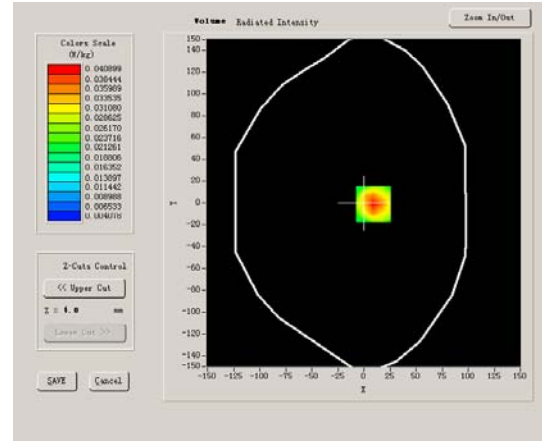 Volume Radiated Intensity
Zoom In/Out
Colors Scale
(W/kg)
0.040899
0.038444
0.035989
0.033535
0.031080
0.028625
0.026170
0.023716
0.021261
0.018806
0.016352
0.013897
0.011442
0.008988
0.006533
0.004078
Z-Cuts Control
<< Upper Cut
Z = 4.0 mm
Lower Cut >>
SAVE
Cancel
150
140
120
100
80
60
40
20
0
-20
-40
-60
-80
-100
-120
-140
-150
Y
-150 -125 -100 -75 -50 -25 0 25 50 75 100 125 150
X